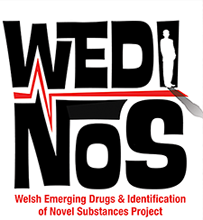 WEDI
NOS
Welsh Emerging Drugs & Identification
of Novel Substances Project